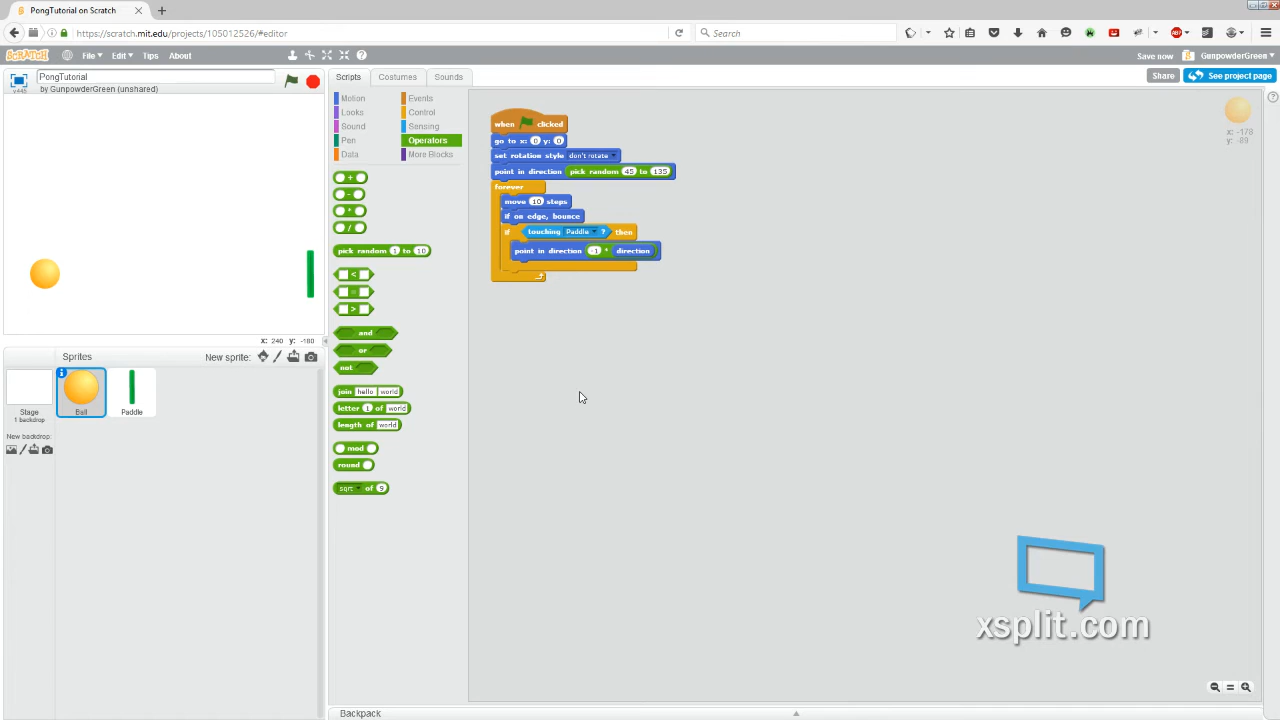 PongTutorial on Scratch
https://scratch.mit.edu/projects/105012526/#editor
Search
SCRATCH File Edit Tips About
Save now GunpowderGreen
Share See project page
PongTutorial
by GunpowderGreen (unshared)
v445
Scripts Costumes Sounds
Motion Events
Looks Control
Sound Sensing
Pen Operators
Data More Blocks
+
-
*
/
pick random 1 to 10
<
=
>
and
or
not
join hello world
letter 1 of world
length of world
mod
round
sqrt of 9
when clicked
go to x: 0 y: 0
set rotation style don't rotate
point in direction pick random 45 to 135
forever
move 10 steps
if on edge, bounce
if touching Paddle ? then
point in direction -1 * direction
x: -178
y: -89
x: 240 y: -180
Sprites New sprite:
Stage
1 backdrop
New backdrop:
Ball
Paddle
xsplit.com
Backpack